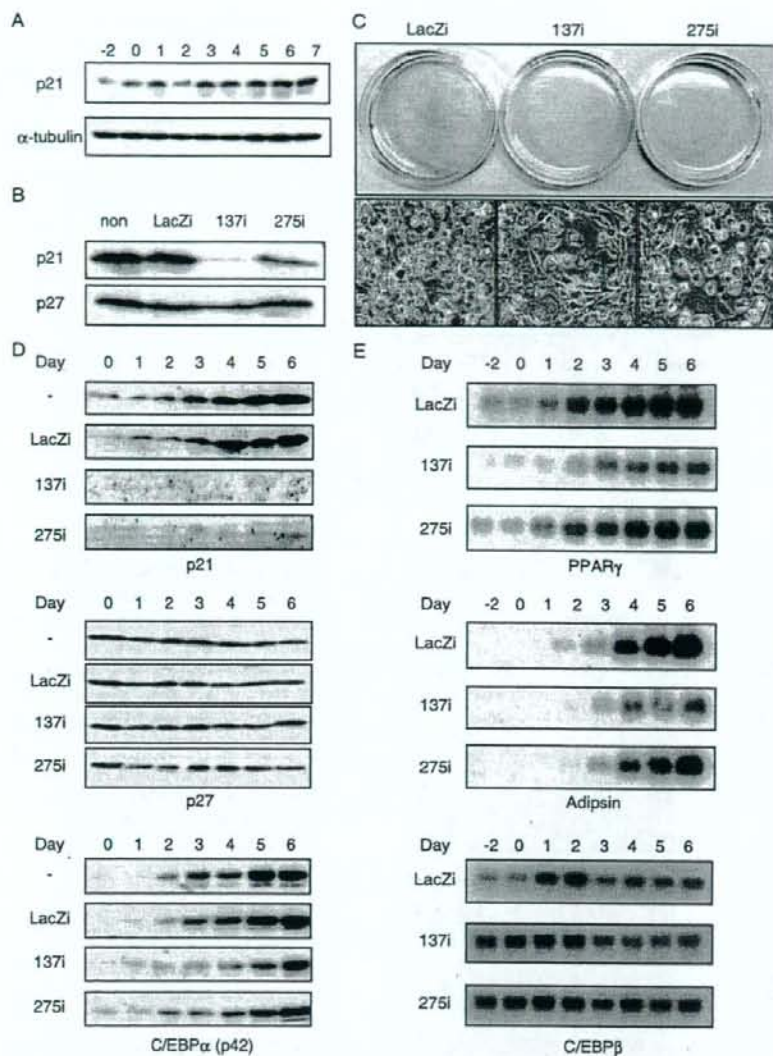 A
-2 0 1 2 3 4 5 6 7
p21
α-tubulin
B
non LacZi 137i 275i
p21
p27
C
LacZi 137i 275i
D
Day 0 1 2 3 4 5 6
-
LacZi
137i
275i
p21
Day 0 1 2 3 4 5 6
-
LacZi
137i
275i
p27
Day 0 1 2 3 4 5 6
-
LacZi
137i
275i
C/EBPα (p42)
E
Day -2 0 1 2 3 4 5 6
LacZi
137i
275i
PPARγ
Day -2 0 1 2 3 4 5 6
LacZi
137i
275i
Adipsin
Day -2 0 1 2 3 4 5 6
LacZi
137i
275i
C/EBPβ